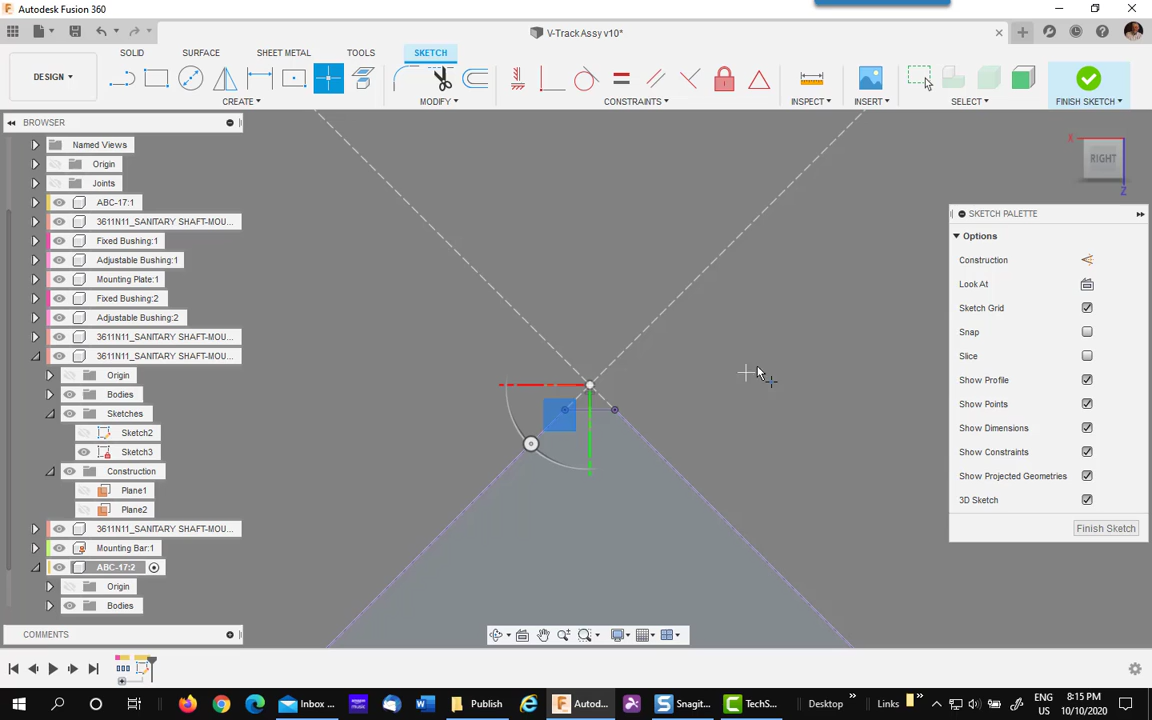 Autodesk Fusion 360
V-Track Assy v10*
SOLID SURFACE SHEET METAL TOOLS SKETCH
DESIGN
CREATE MODIFY CONSTRAINTS INSPECT INSERT SELECT FINISH SKETCH
BROWSER
Named Views
Origin
Joints
ABC-17:1
3611N11_SANITARY SHAFT-MOU...
Fixed Bushing:1
Adjustable Bushing:1
Mounting Plate:1
Fixed Bushing:2
Adjustable Bushing:2
3611N11_SANITARY SHAFT-MOU...
3611N11_SANITARY SHAFT-MOU...
Origin
Bodies
Sketches
Sketch2
Sketch3
Construction
Plane1
Plane2
3611N11_SANITARY SHAFT-MOU...
Mounting Bar:1
ABC-17:2
Origin
Bodies
COMMENTS
X
RIGHT
Z
SKETCH PALETTE
Options
Construction
Look At
Sketch Grid
Snap
Slice
Show Profile
Show Points
Show Dimensions
Show Constraints
Show Projected Geometries
3D Sketch
Finish Sketch
Inbox ...
Publish
Autod...
Snagit...
TechS...
Desktop
Links
ENG
US
8:15 PM
10/10/2020